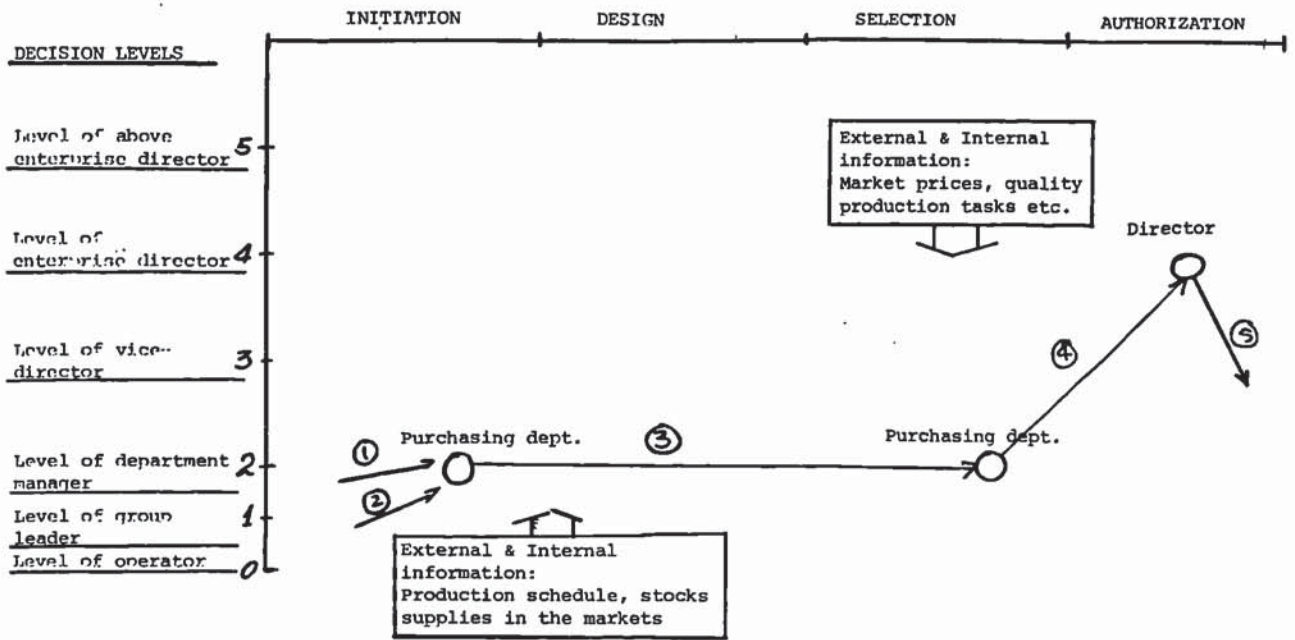 INITIATION DESIGN SELECTION AUTHORIZATION
DECISION LEVELS
Level of above
enterprise director 5
External & Internal
information:
Market prices, quality
production tasks etc.
Level of
enterprise director 4
Director
Level of vice-
director 3
5
4
1
Purchasing dept.
3
Purchasing dept.
Level of department
manager 2
2
Level of group
leader 1
Level of operator 0
External & Internal
information:
Production schedule, stocks
supplies in the markets